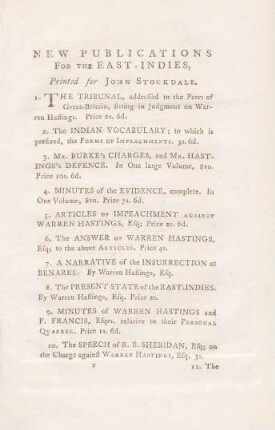 NEW PUBLICATIONS
FOR THE EAST-INDIES,
Printed for JOHN STOCKDALE.
1. THE TRIBUNAL, addreſſed to the Peers of
Great-Britain, ſitting in Judgment on War-
ren Haſtings. Price 2s. 6d.
2. The INDIAN VOCABULARY; to which is
prefixed, the FORMS OF IMPEACHMENTS. 3s. 6d.
3. MR. BURKE'S CHARGES, and MR. HAST-
INGS'S DEFENCE. In One large Volume, 8vo.
Price 10s. 6d.
4. MINUTES of the EVIDENCE, complete. In
One Volume, 8vo. Price 7s. 6d.
5. ARTICLES OF IMPEACHMENT AGAINST
WARREN HASTINGS, Eſq; Price 2s. 6d.
6. The ANSWER OF WARREN HASTINGS,
Eſq; to the above ARTICLES. Price 4s.
7. A NARRATIVE of the INSURRECTION at
BENARES. By Warren Haſtings, Eſq.
8. The PRESENT STATE of the EAST-INDIES.
By Warren Haſtings, Eſq. Price 2s.
9. MINUTES of WARREN HASTINGS and
P. FRANCIS, Eſqrs. relative to their PERSONAL
QUARREL. Price 1s. 6d.
10. The SPEECH of R. B. SHERIDAN, Eſq; on
the Charge againſt WARREN HASTINGS, Eſq. 3s.
11. The